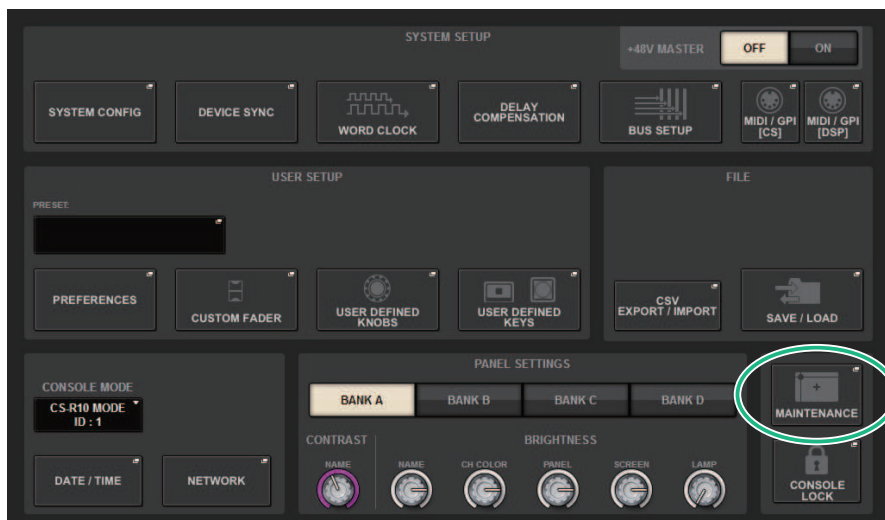 SYSTEM SETUP
+48V MASTER
OFF
ON
SYSTEM CONFIG
DEVICE SYNC
WORD CLOCK
DELAY
COMPENSATION
BUS SETUP
MIDI / GPI
[CS]
MIDI / GPI
[DSP]
USER SETUP
PRESET:
PREFERENCES
CUSTOM FADER
USER DEFINED
KNOBS
USER DEFINED
KEYS
FILE
CSV
EXPORT / IMPORT
SAVE / LOAD
CONSOLE MODE
CS-R10 MODE
ID : 1
DATE / TIME
NETWORK
PANEL SETTINGS
BANK A
BANK B
BANK C
BANK D
CONTRAST
BRIGHTNESS
NAME
NAME
CH COLOR
PANEL
SCREEN
LAMP
MAINTENANCE
CONSOLE
LOCK